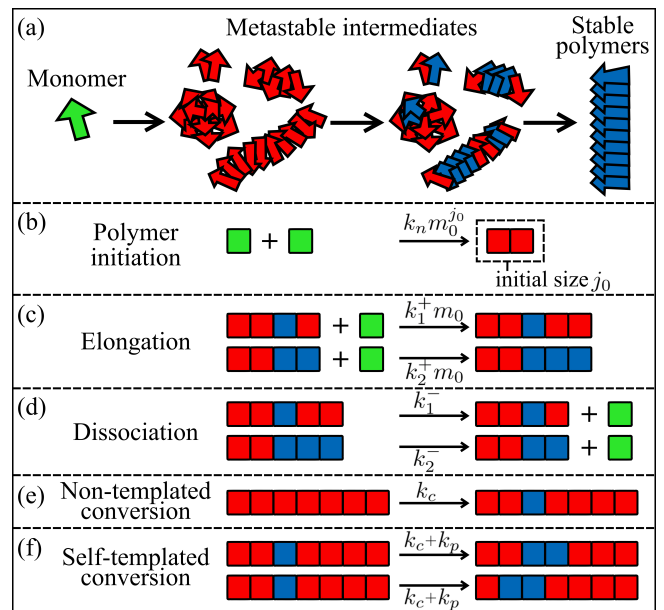 (a)
Metastable intermediates
Stable
polymers
Monomer
(b)
Polymer
initiation
+
k_n m_0^{j_0}
initial size j_0
(c)
Elongation
+ k_1^+ m_0
+ k_2^+ m_0
(d)
Dissociation
k_1^- +
k_2^- +
(e)
Non-templated
conversion
k_c
(f)
Self-templated
conversion
k_c+k_p
k_c+k_p